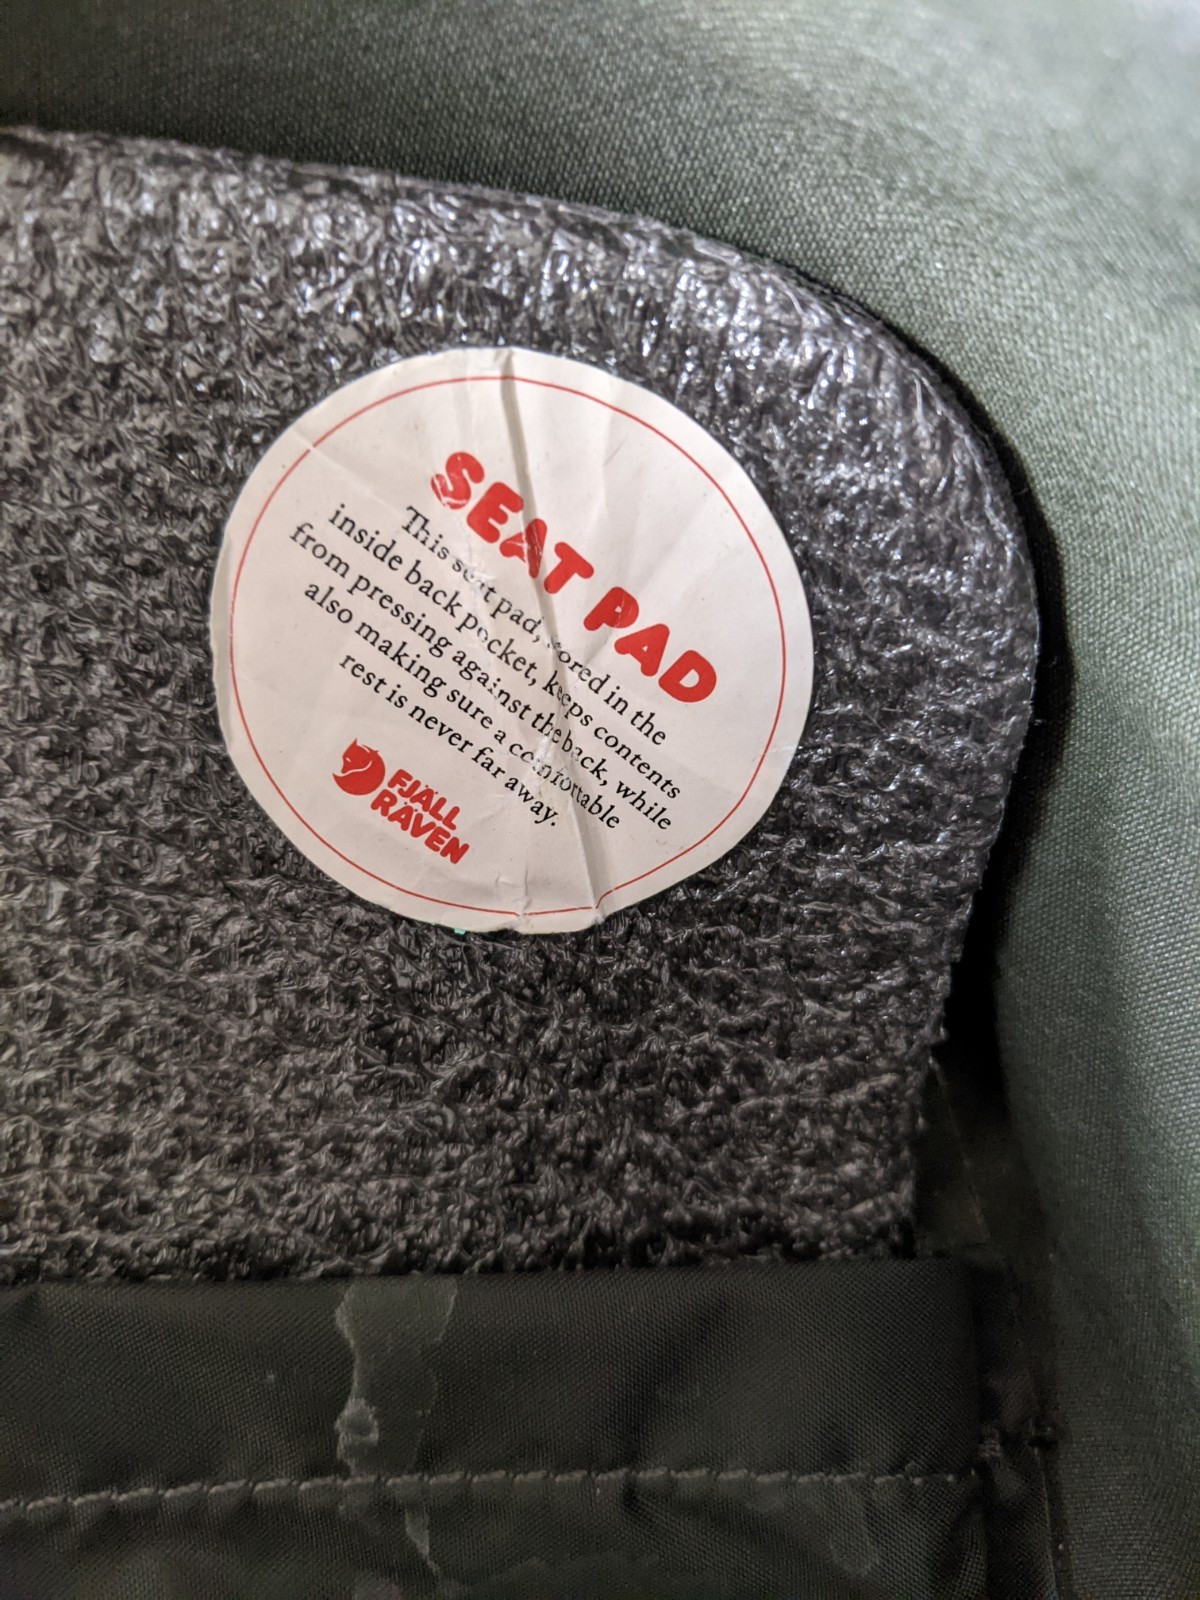 SEAT PAD
This seat pad, stored in the
inside back pocket, keeps contents
from pressing against the back, while
also making sure a comfortable
rest is never far away.
FJÄLL
RÄVEN